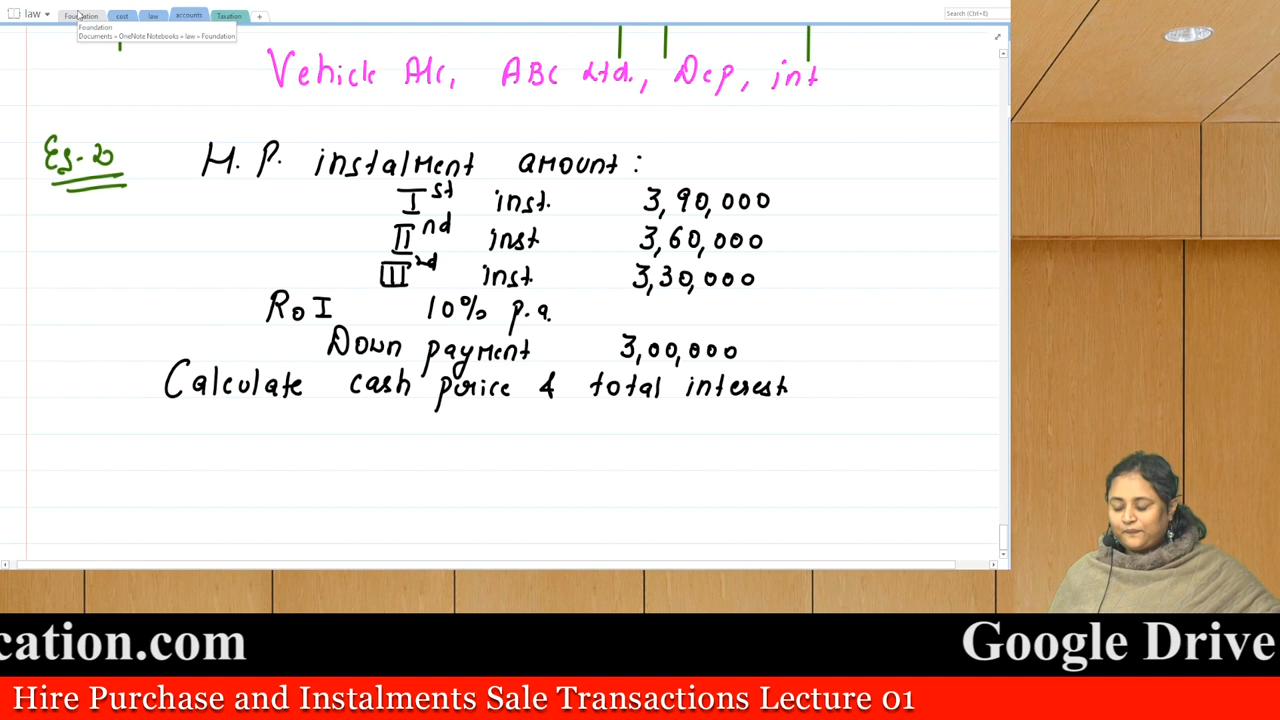 law
Foundation cost law accounts Taxation +
Search (Ctrl+E)
Foundation
Documents » OneNote Notebooks » law » Foundation
Vehicle A/c, ABC Ltd., Dep, int
Eg-20
H. P. instalment amount :
Ist inst. 3,90,000
IInd inst 3,60,000
IIIrd inst. 3,30,000
RoI 10% p.a.
Down payment 3,00,000
Calculate cash price & total interest
cation.com Google Drive
Hire Purchase and Instalments Sale Transactions Lecture 01